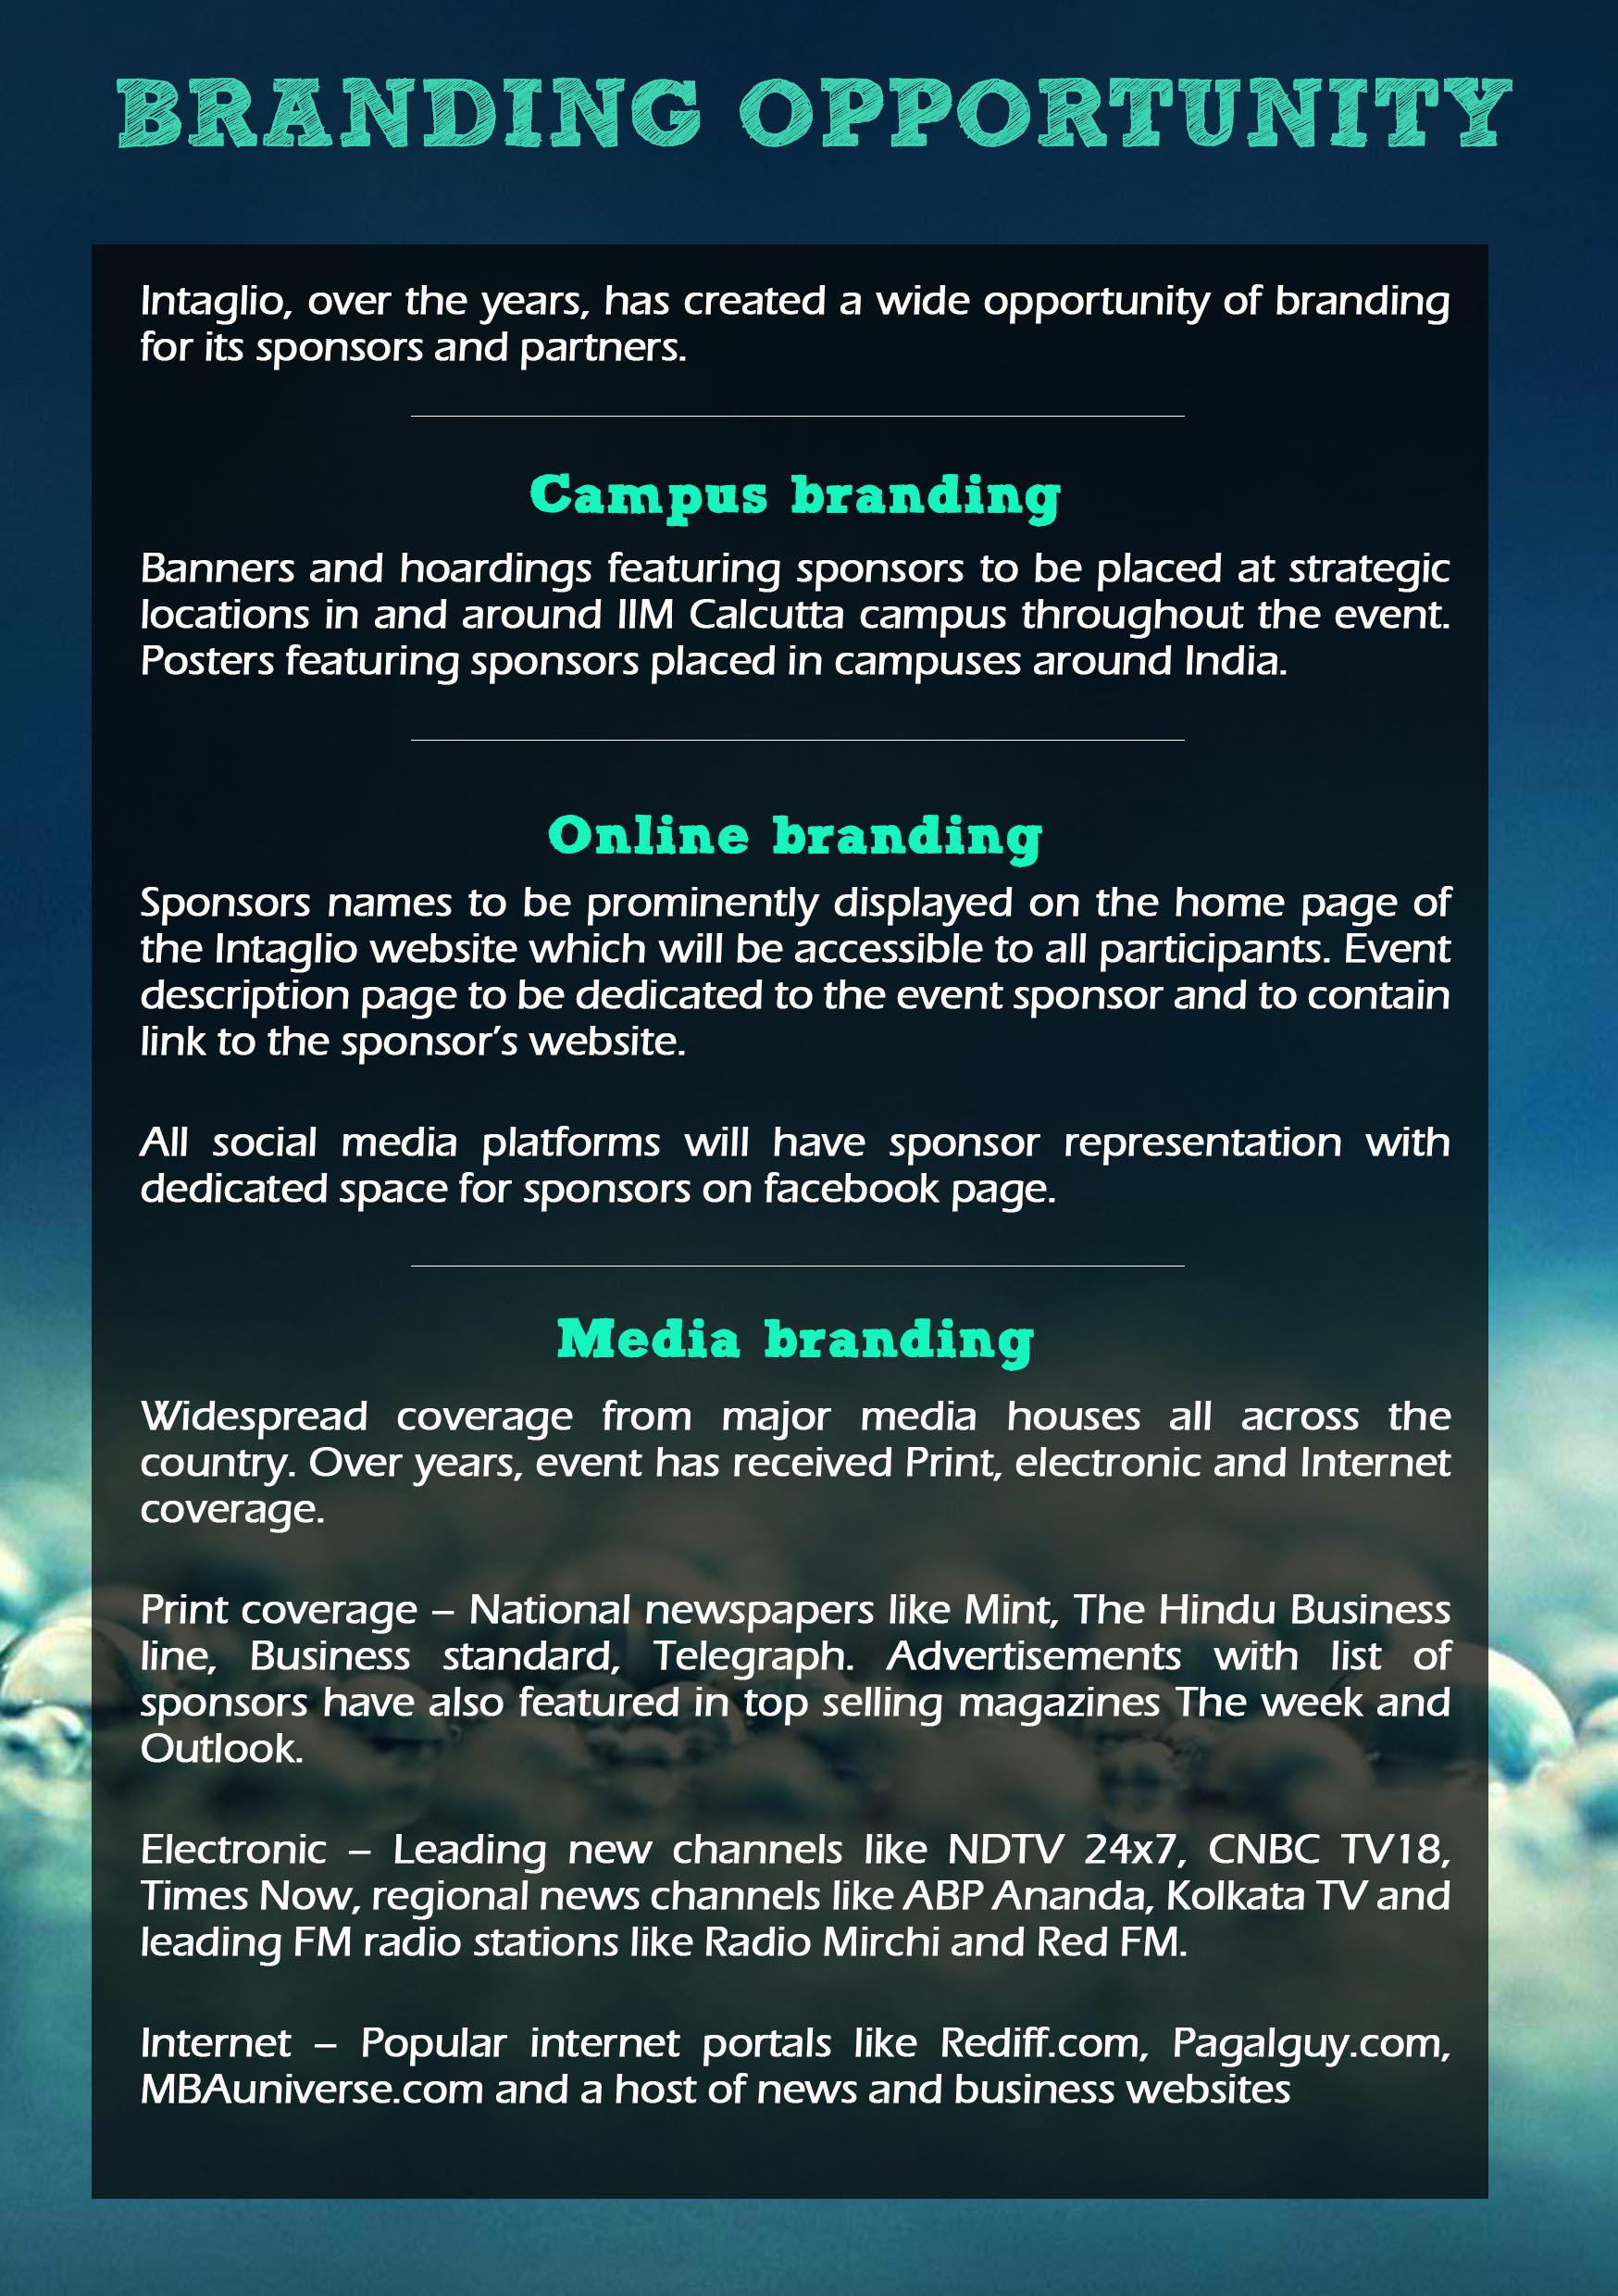 BRANDING OPPORTUNITY
Intaglio, over the years, has created a wide opportunity of branding
for its sponsors and partners.
Campus branding
Banners and hoardings featuring sponsors to be placed at strategic
locations in and around IIM Calcutta campus throughout the event.
Posters featuring sponsors placed in campuses around India.
Online branding
Sponsors names to be prominently displayed on the home page of
the Intaglio website which will be accessible to all participants. Event
description page to be dedicated to the event sponsor and to contain
link to the sponsor’s website.
All social media platforms will have sponsor representation with
dedicated space for sponsors on facebook page.
Media branding
Widespread coverage from major media houses all across the
country. Over years, event has received Print, electronic and Internet
coverage.
Print coverage – National newspapers like Mint, The Hindu Business
line, Business standard, Telegraph. Advertisements with list of
sponsors have also featured in top selling magazines The week and
Outlook.
Electronic – Leading new channels like NDTV 24x7, CNBC TV18,
Times Now, regional news channels like ABP Ananda, Kolkata TV and
leading FM radio stations like Radio Mirchi and Red FM.
Internet – Popular internet portals like Rediff.com, Pagalguy.com,
MBAuniverse.com and a host of news and business websites